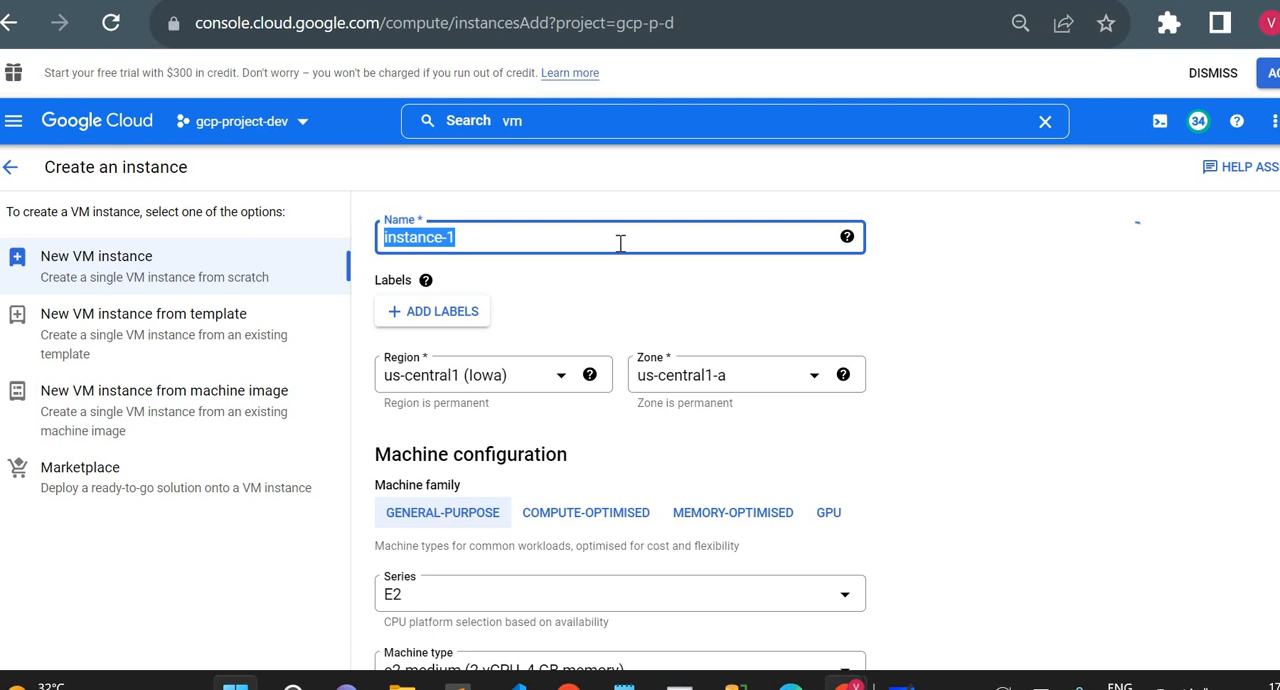 console.cloud.google.com/compute/instancesAdd?project=gcp-p-d
V
Start your free trial with $300 in credit. Don't worry – you won't be charged if you run out of credit. Learn more
DISMISS
Google Cloud
gcp-project-dev
Search vm
34
Create an instance
HELP ASS
To create a VM instance, select one of the options:
New VM instance
Create a single VM instance from scratch
New VM instance from template
Create a single VM instance from an existing
template
New VM instance from machine image
Create a single VM instance from an existing
machine image
Marketplace
Deploy a ready-to-go solution onto a VM instance
Name *
instance-1
Labels
+ ADD LABELS
Region *
us-central1 (Iowa)
Region is permanent
Zone *
us-central1-a
Zone is permanent
Machine configuration
Machine family
GENERAL-PURPOSE
COMPUTE-OPTIMISED
MEMORY-OPTIMISED
GPU
Machine types for common workloads, optimised for cost and flexibility
Series
E2
CPU platform selection based on availability
Machine type
e2-medium (2 vCPU, 4 GB memory)
32°C
ENG